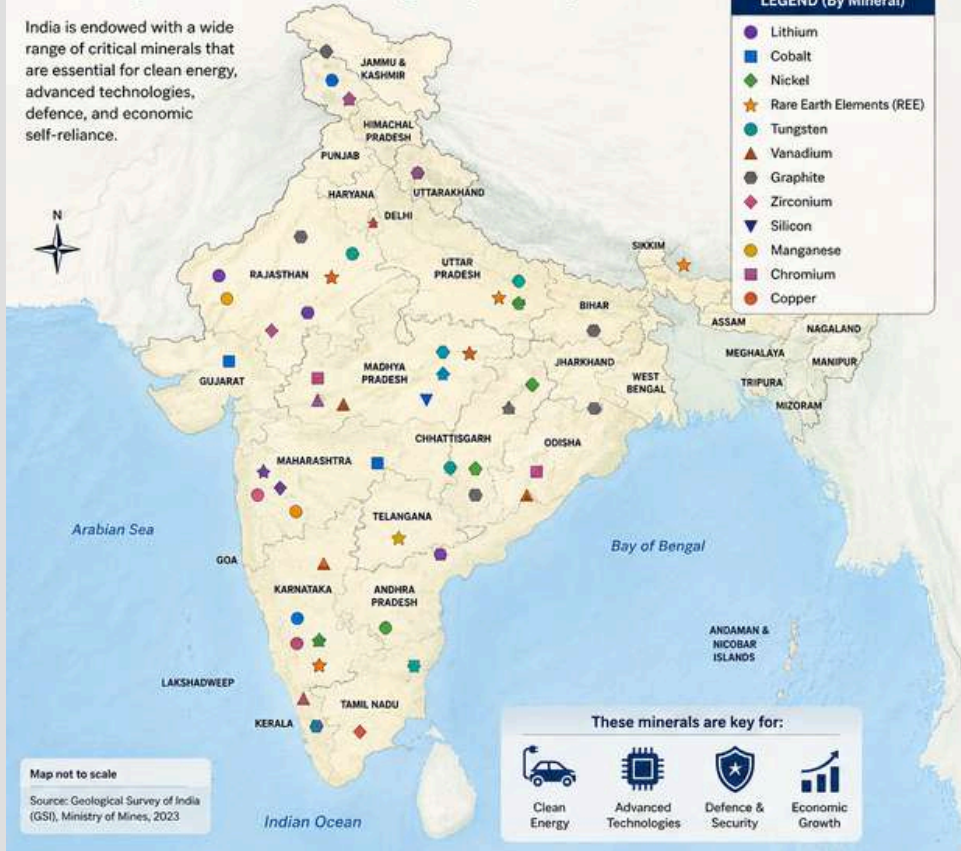 India is endowed with a wide
range of critical minerals that
are essential for clean energy,
advanced technologies,
defence, and economic
self-reliance.
LEGEND (By Mineral)
Lithium
Cobalt
Nickel
Rare Earth Elements (REE)
Tungsten
Vanadium
Graphite
Zirconium
Silicon
Manganese
Chromium
Copper
N
JAMMU &
KASHMIR
HIMACHAL
PRADESH
PUNJAB
HARYANA
UTTARAKHAND
DELHI
RAJASTHAN
UTTAR
PRADESH
SIKKIM
BIHAR
ASSAM
NAGALAND
MEGHALAYA
MANIPUR
TRIPURA
MIZORAM
JHARKHAND
WEST
BENGAL
GUJARAT
MADHYA
PRADESH
CHHATTISGARH
ODISHA
MAHARASHTRA
TELANGANA
Arabian Sea
Bay of Bengal
GOA
KARNATAKA
ANDHRA
PRADESH
ANDAMAN &
NICOBAR
ISLANDS
LAKSHADWEEP
KERALA
TAMIL NADU
Map not to scale
Source: Geological Survey of India
(GSI), Ministry of Mines, 2023
Indian Ocean
These minerals are key for:
Clean
Energy
Advanced
Technologies
Defence &
Security
Economic
Growth